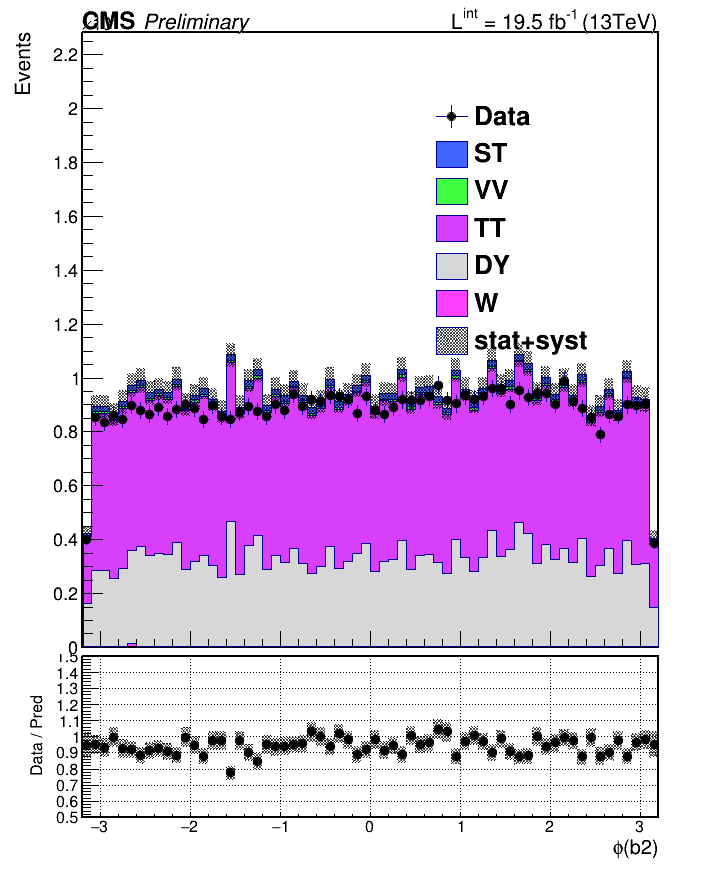 CMS Preliminary
L^int = 19.5 fb^-1 (13TeV)
Events
2.2
2
1.8
1.6
1.4
1.2
1
0.8
0.6
0.4
0.2
0
Data
ST
VV
TT
DY
W
stat+syst
Data / Pred
1.5
1.4
1.3
1.2
1.1
1
0.9
0.8
0.7
0.6
0.5
−3 −2 −1 0 1 2 3
ϕ(b2)